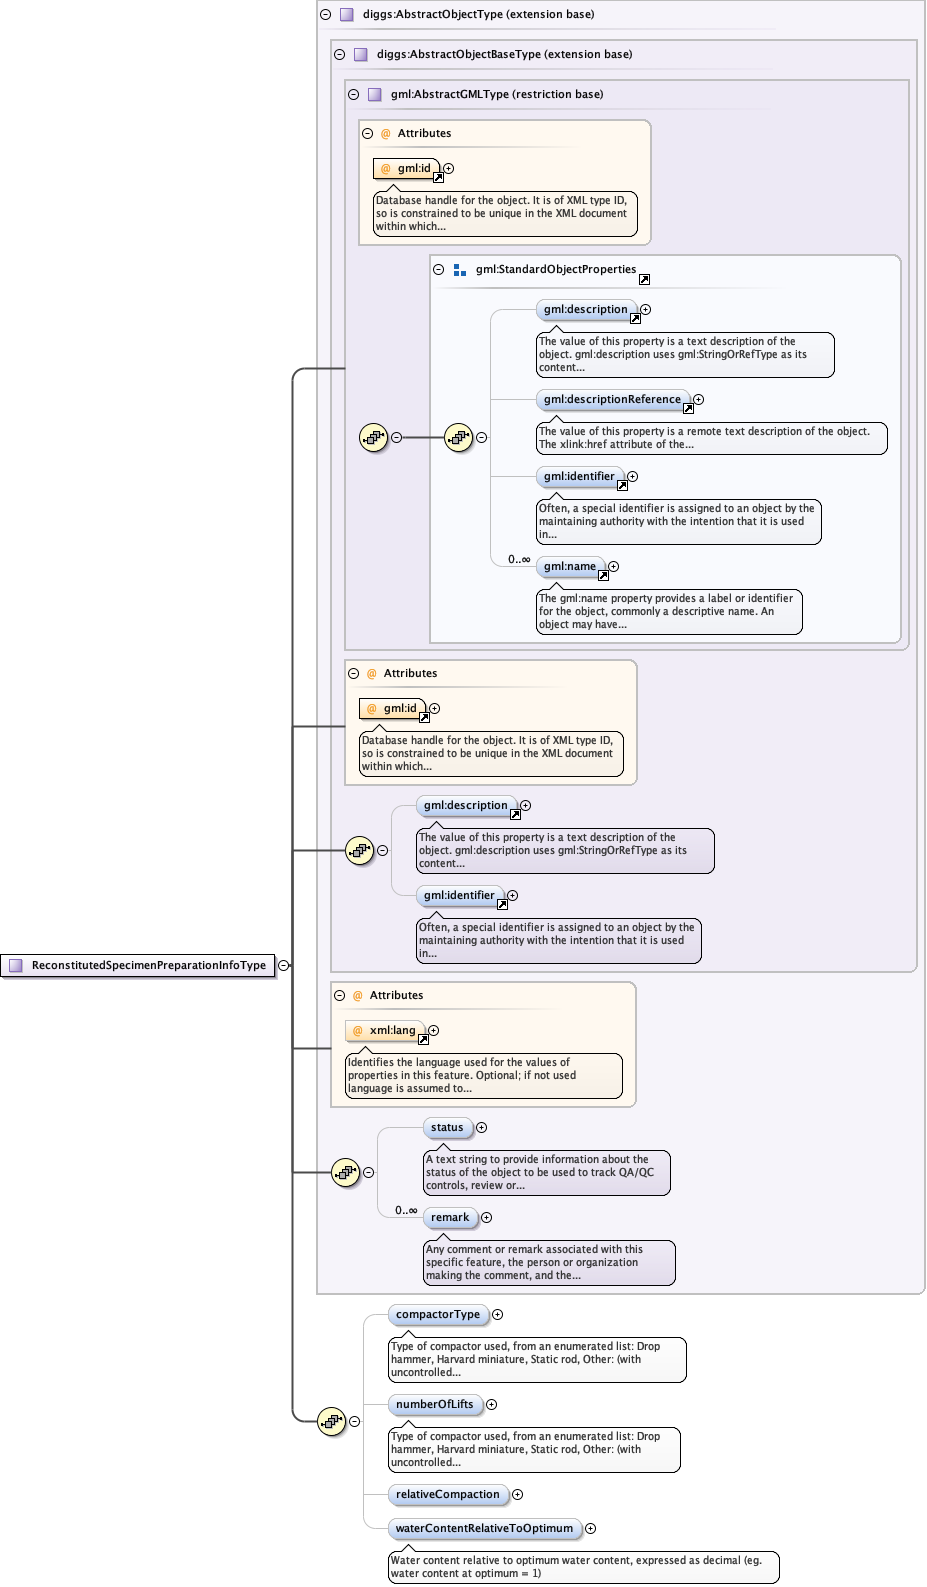 diggs:AbstractObjectType (extension base)
diggs:AbstractObjectBaseType (extension base)
gml:AbstractGMLType (restriction base)
@ Attributes
@ gml:id
Database handle for the object. It is of XML type ID,
so is constrained to be unique in the XML document
within which...
gml:StandardObjectProperties
gml:description
The value of this property is a text description of the
object. gml:description uses gml:StringOrRefType as its
content...
gml:descriptionReference
The value of this property is a remote text description of the object.
The xlink:href attribute of the...
gml:identifier
Often, a special identifier is assigned to an object by the
maintaining authority with the intention that it is used
in...
0..∞
gml:name
The gml:name property provides a label or identifier
for the object, commonly a descriptive name. An
object may have...
@ Attributes
@ gml:id
Database handle for the object. It is of XML type ID,
so is constrained to be unique in the XML document
within which...
gml:description
The value of this property is a text description of the
object. gml:description uses gml:StringOrRefType as its
content...
gml:identifier
Often, a special identifier is assigned to an object by the
maintaining authority with the intention that it is used
in...
ReconstitutedSpecimenPreparationInfoType
@ Attributes
@ xml:lang
Identifies the language used for the values of
properties in this feature. Optional; if not used
language is assumed to...
status
A text string to provide information about the
status of the object to be used to track QA/QC
controls, review or...
0..∞
remark
Any comment or remark associated with this
specific feature, the person or organization
making the comment, and the...
compactorType
Type of compactor used, from an enumerated list: Drop
hammer, Harvard miniature, Static rod, Other: (with
uncontrolled...
numberOfLifts
Type of compactor used, from an enumerated list: Drop
hammer, Harvard miniature, Static rod, Other: (with
uncontrolled...
relativeCompaction
waterContentRelativeToOptimum
Water content relative to optimum water content, expressed as decimal (eg.
water content at optimum = 1)